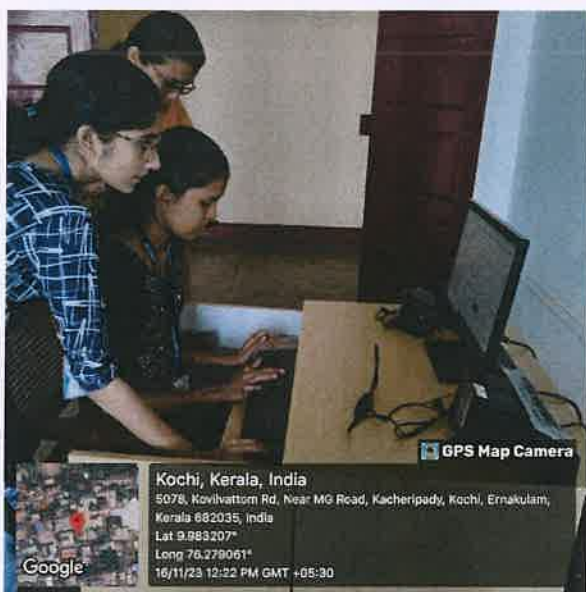 GPS Map Camera
Kochi, Kerala, India
5078, Kovilvattom Rd, Near MG Road, Kacheripady, Kochi, Ernakulam,
Kerala 682035, India
Lat 9.983207°
Long 76.279061°
16/11/23 12:22 PM GMT +05:30
Google